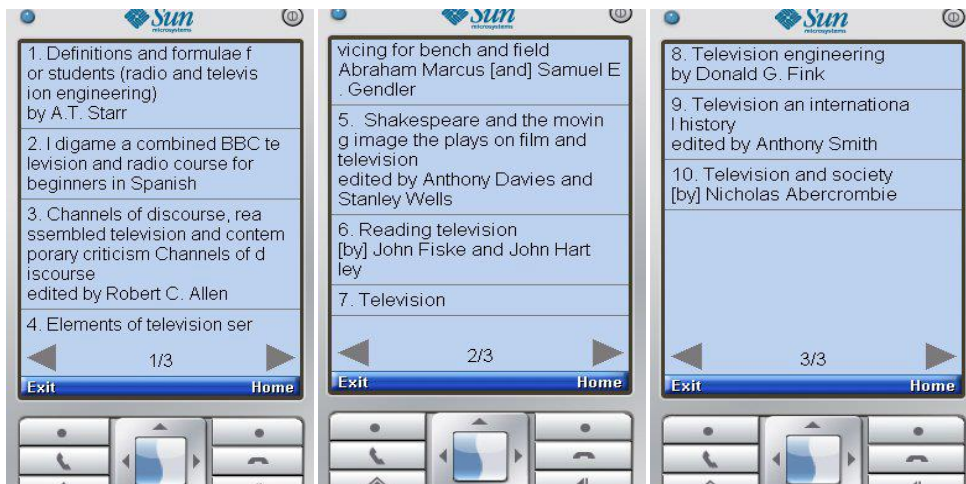 Sun
microsystems
1. Definitions and formulae f
or students (radio and televis
ion engineering)
by A.T. Starr
2. I digame a combined BBC te
levision and radio course for
beginners in Spanish
3. Channels of discourse, rea
ssembled television and contem
porary criticism Channels of d
iscourse
edited by Robert C. Allen
4. Elements of television ser
1/3
Exit
Home
Sun
microsystems
vicing for bench and field
Abraham Marcus [and] Samuel E
. Gendler
5.  Shakespeare and the movin
g image the plays on film and
television
edited by Anthony Davies and
Stanley Wells
6. Reading television
[by] John Fiske and John Hart
ley
7. Television
2/3
Exit
Home
Sun
microsystems
8. Television engineering
by Donald G. Fink
9. Television an internationa
l history
edited by Anthony Smith
10. Television and society
[by] Nicholas Abercrombie
3/3
Exit
Home